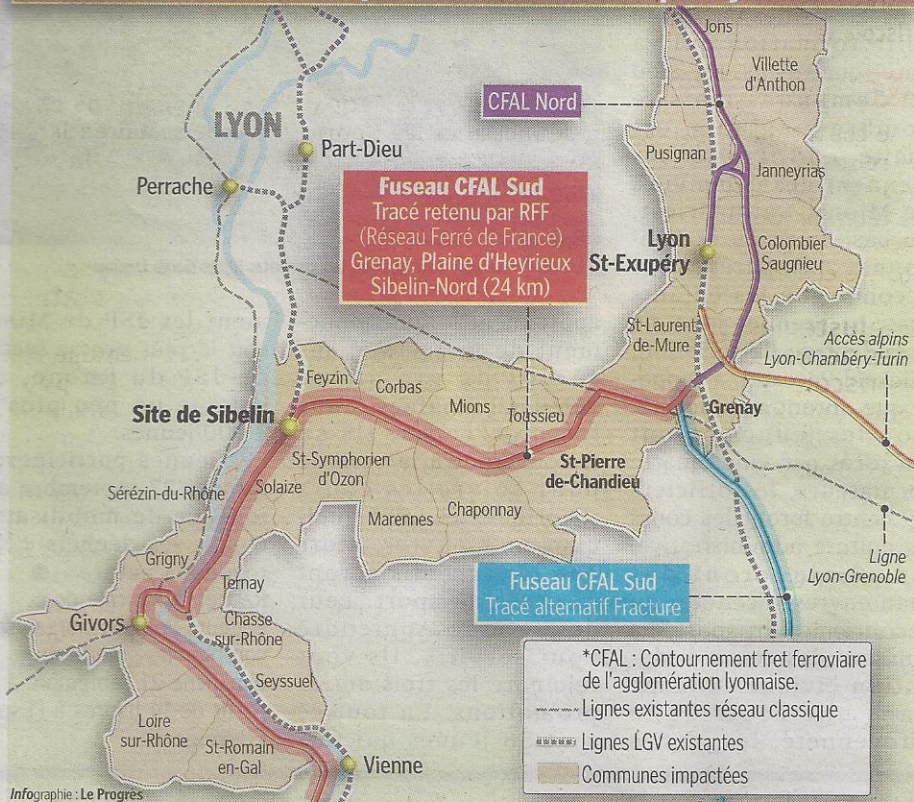 Jons
Villette
d'Anthon
CFAL Nord
LYON
Part-Dieu
Pusignan
Janneyrias
Perrache
Fuseau CFAL Sud
Tracé retenu par RFF
(Réseau Ferré de France)
Grenay, Plaine d'Heyrieux
Sibelin-Nord (24 km)
Lyon
St-Exupéry
Colombier
Saugnieu
St-Laurent
de-Mure
Accès alpins
Lyon-Chambéry-Turin
Feyzin
Corbas
Mions
Toussieu
Grenay
Site de Sibelin
St-Symphorien
d'Ozon
St-Pierre
de-Chandieu
Sérézin-du-Rhône
Solaize
Marennes
Chaponnay
Grigny
Ternay
Ligne
Lyon-Grenoble
Fuseau CFAL Sud
Tracé alternatif Fracture
Givors
Chasse
sur-Rhône
Seyssuel
*CFAL : Contournement fret ferroviaire
de l'agglomération lyonnaise.
Lignes existantes réseau classique
Lignes LGV existantes
Communes impactées
Loire
sur-Rhône
St-Romain
en-Gal
Vienne
Infographie : Le Progrès